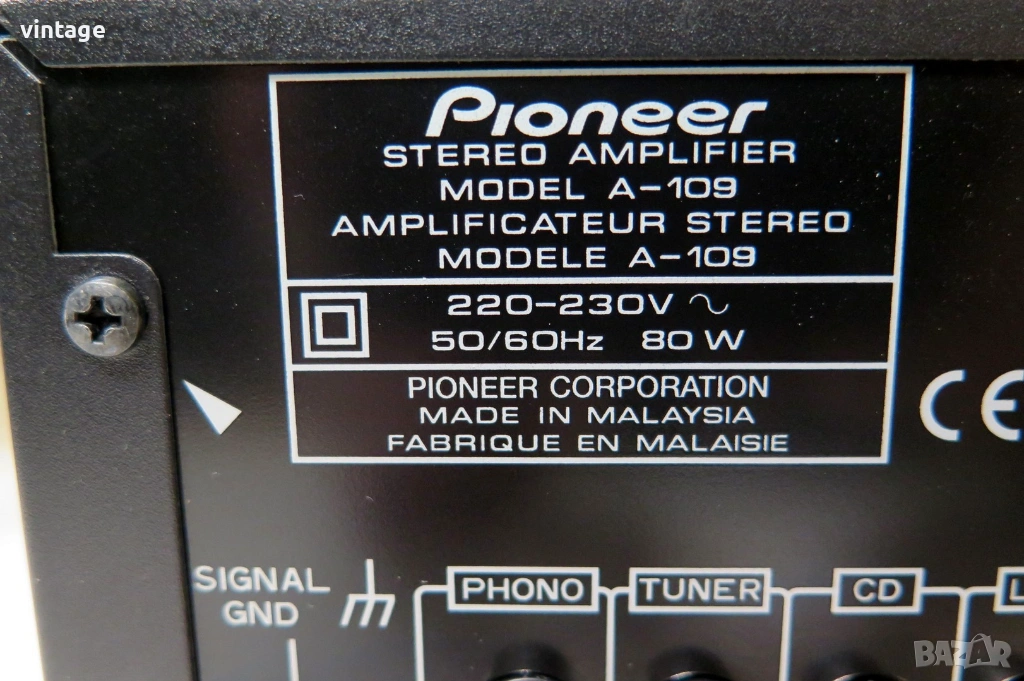 vintage
Pioneer
STEREO AMPLIFIER
MODEL A-109
AMPLIFICATEUR STEREO
MODELE A-109
220-230V ~
50/60Hz 80 W
PIONEER CORPORATION
MADE IN MALAYSIA
FABRIQUE EN MALAISIE
CE
SIGNAL
GND
PHONO TUNER CD L
BAZAR